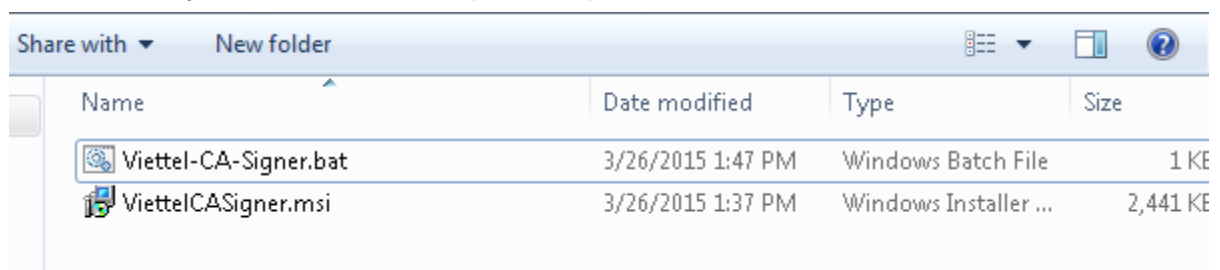 Share with New folder
Name Date modified Type Size
Viettel-CA-Signer.bat 3/26/2015 1:47 PM Windows Batch File 1 KB
ViettelCASigner.msi 3/26/2015 1:37 PM Windows Installer ... 2,441 KB